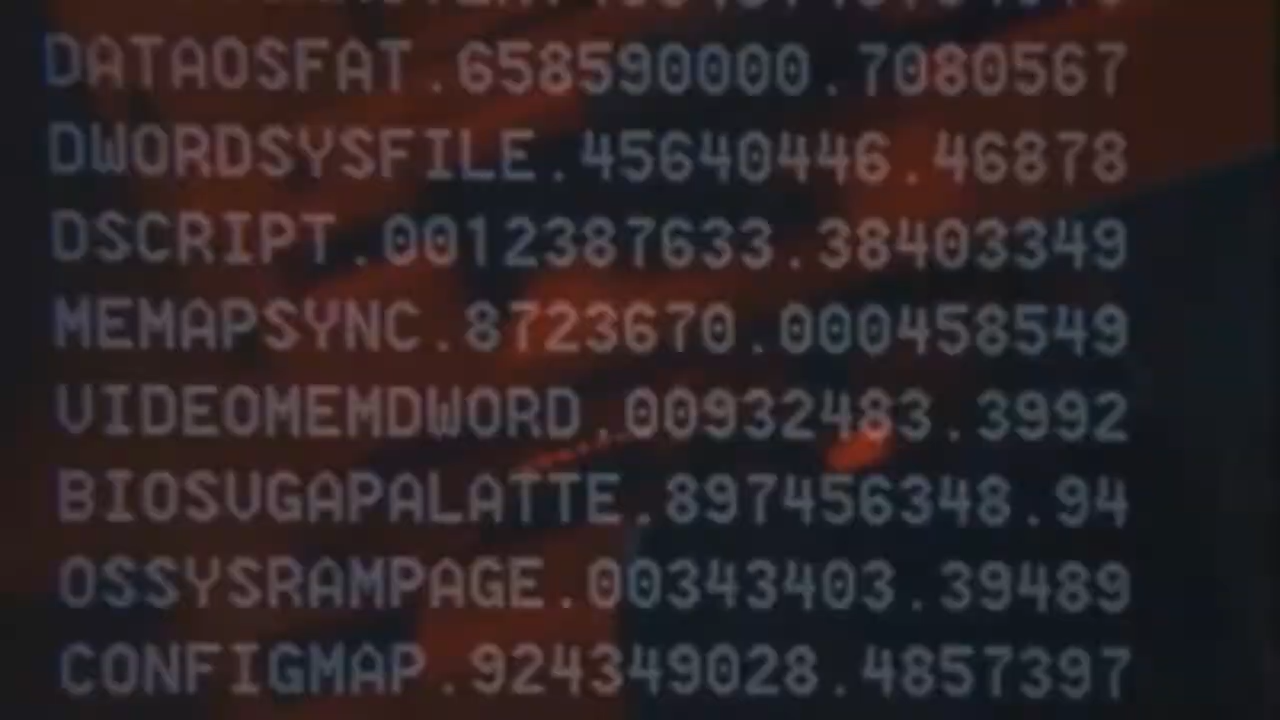 DATAOSFAT.658590000.7080567
DWORDSYSFILE.45640446.46878
DSCRIPT.0012387633.38403349
MEMAPSYNC.8723670.000458549
VIDEOMEMDWORD.00932483.3992
BIOSVGAPALATTE.897456348.94
OSSYSRAMPAGE.00343403.39489
CONFIGMAP.924349028.4857397